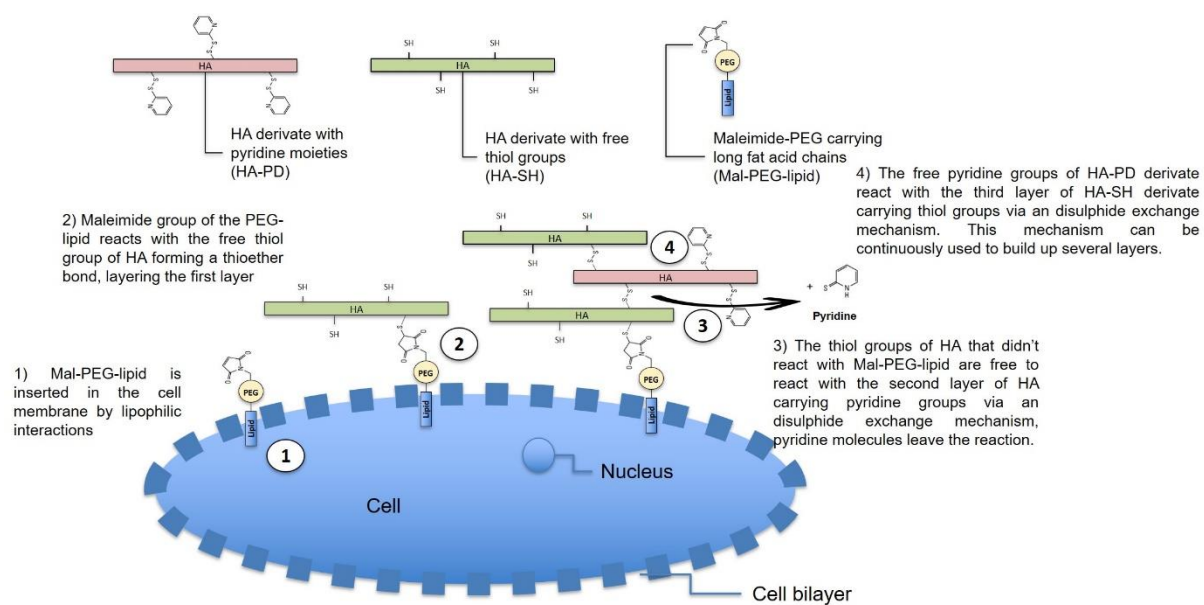 N
S
S
HA
S
S
N
S
S
N
HA derivate with
pyridine moieties
(HA-PD)
SH
SH
HA
SH
SH
HA derivate with free
thiol groups
(HA-SH)
O
N
O
PEG
Lipid
Maleimide-PEG carrying
long fat acid chains
(Mal-PEG-lipid)
4) The free pyridine groups of HA-PD derivate
react with the third layer of HA-SH derivate
carrying thiol groups via an disulphide exchange
mechanism. This mechanism can be
continuously used to build up several layers.
2) Maleimide group of the PEG-
lipid reacts with the free thiol
group of HA forming a thioether
bond, layering the first layer
SH
SH
HA
SH
4
N
S
S
S
S
HA
S
S
S
S
N
SH
HA
SH
3
S
O
N
O
PEG
Lipid
+
S
N
H
Pyridine
SH
SH
HA
SH
S
2
O
N
O
PEG
Lipid
3) The thiol groups of HA that didn’t
react with Mal-PEG-lipid are free to
react with the second layer of HA
carrying pyridine groups via an
disulphide exchange mechanism,
pyridine molecules leave the reaction.
1) Mal-PEG-lipid is
inserted in the cell
membrane by lipophilic
interactions
O
N
O
PEG
Lipid
1
Nucleus
Cell
Cell bilayer